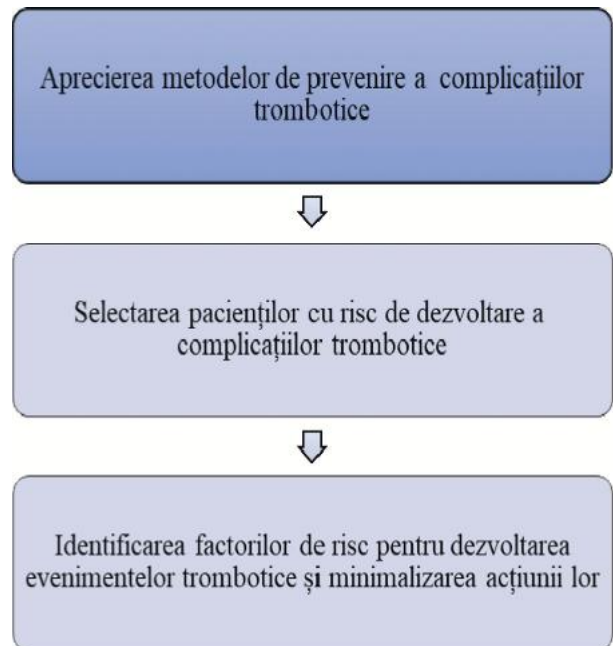 Aprecierea metodelor de prevenire a complicațiilor
trombotice
Selectarea pacienților cu risc de dezvoltare a
complicațiilor trombotice
Identificarea factorilor de risc pentru dezvoltarea
evenimentelor trombotice și minimalizarea acțiunii lor